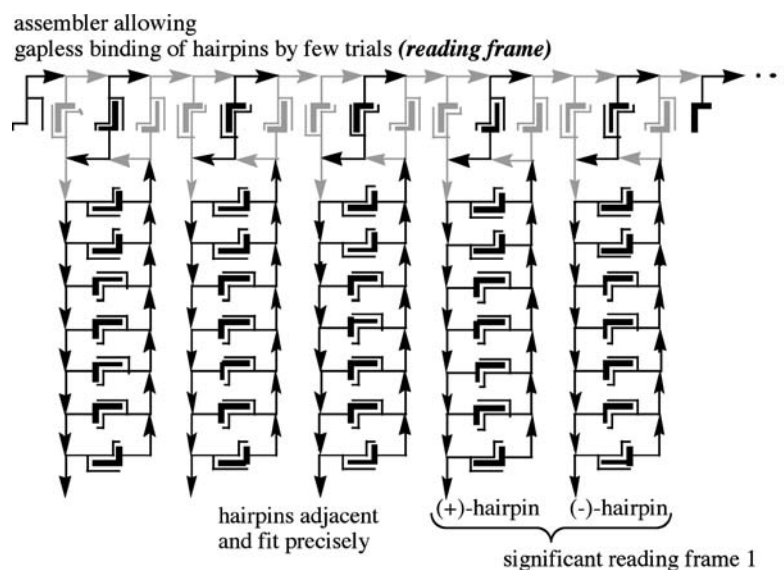 assembler allowing
gapless binding of hairpins by few trials (reading frame)
hairpins adjacent
and fit precisely
(+)-hairpin (-)-hairpin
significant reading frame 1